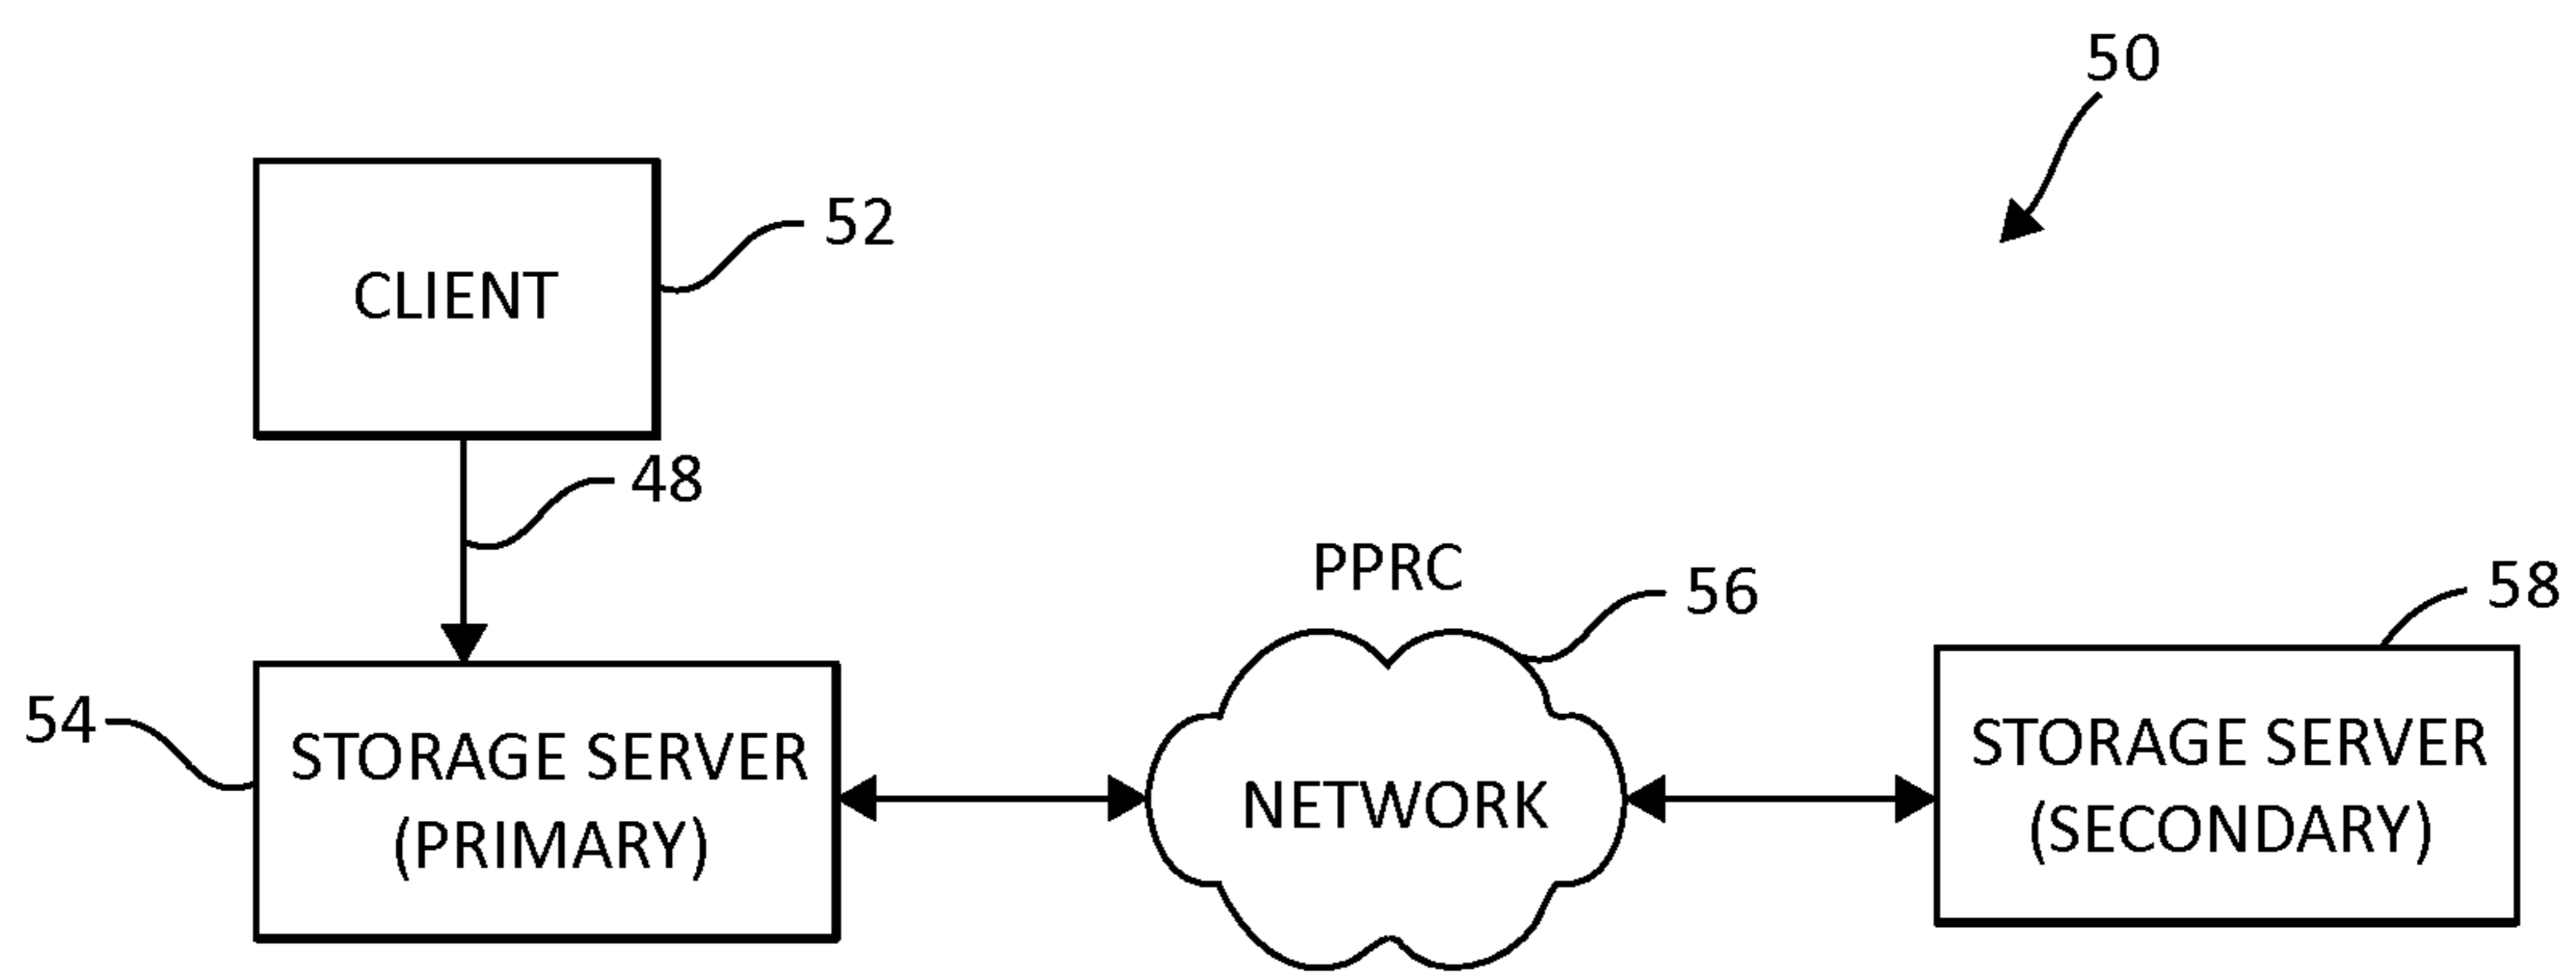 50
52
CLIENT
48
PPRC
56
58
54
STORAGE SERVER
(PRIMARY)
NETWORK
STORAGE SERVER
(SECONDARY)